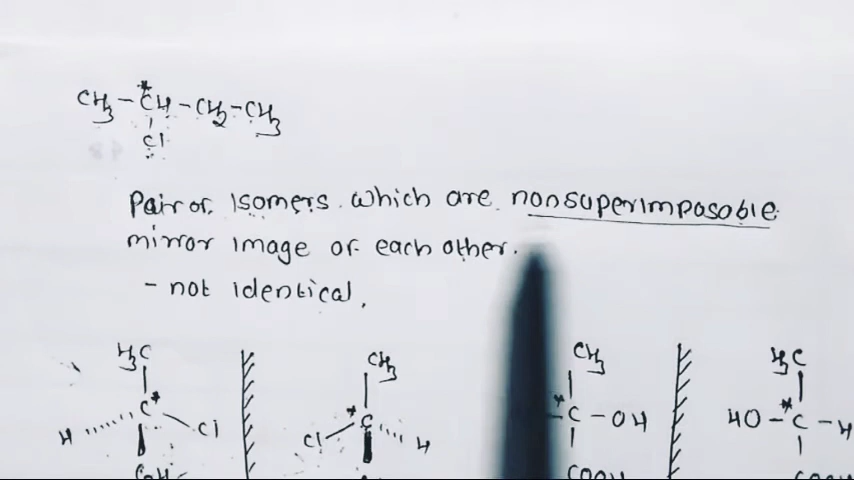 CH3 - *CH - CH2 - CH3
Cl
Pair of Isomers which are nonsuperimposable
mirror image of each other.
- not identical,
H3C
CH3
CH3
H3C
C*
*C
*C - OH
HO - *C - H
H
Cl
Cl
H
COOH